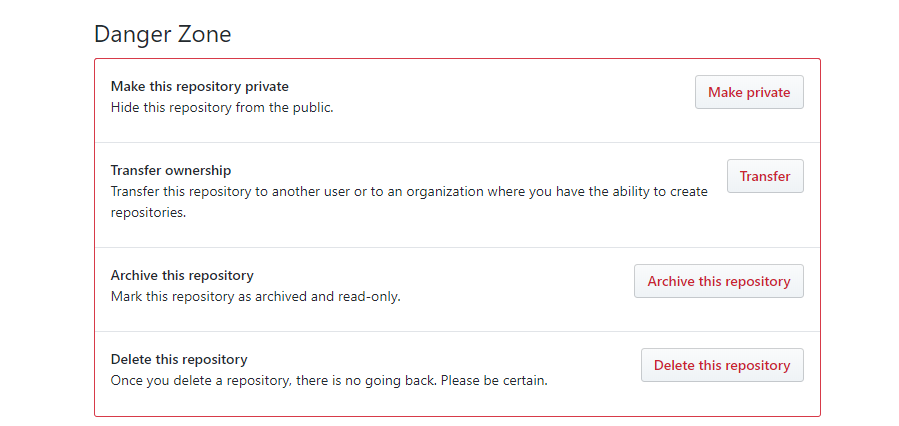 Danger Zone
Make this repository private
Hide this repository from the public.
Make private
Transfer ownership
Transfer this repository to another user or to an organization where you have the ability to create
repositories.
Transfer
Archive this repository
Mark this repository as archived and read-only.
Archive this repository
Delete this repository
Once you delete a repository, there is no going back. Please be certain.
Delete this repository